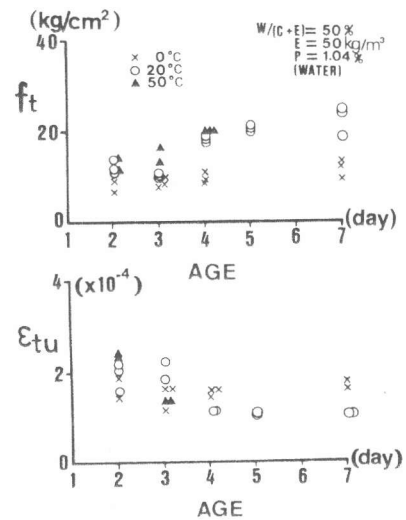 (kg/cm²)
W/(C+E)= 50 %
E = 50 kg/m³
P = 1.04 %
(WATER)
40
× 0°C
○ 20°C
▲ 50°C
ft
20
0
1 2 3 4 5 6 7 (day)
AGE
4 (x10⁻⁴)
εtu
2
0
1 2 3 4 5 6 7 (day)
AGE